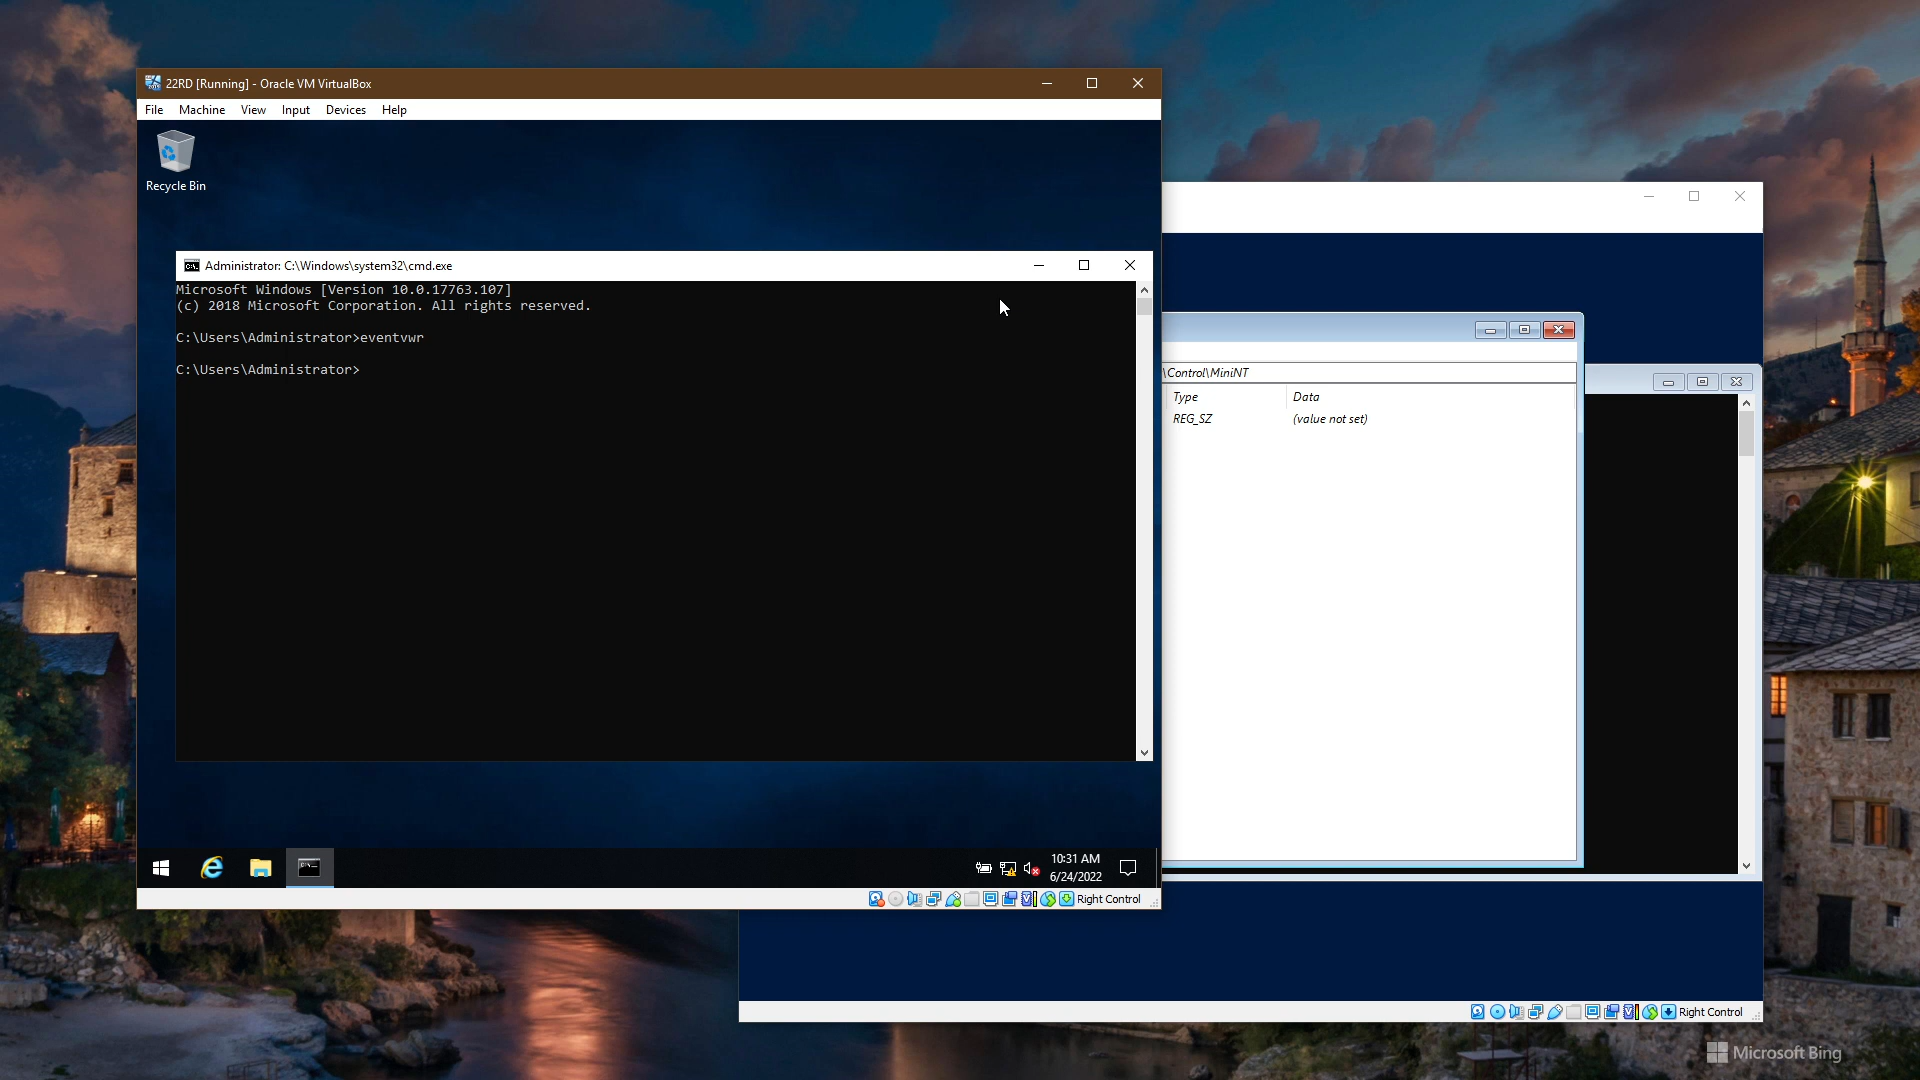 22RD [Running] - Oracle VM VirtualBox
File Machine View Input Devices Help
Recycle Bin
Administrator: C:\Windows\system32\cmd.exe
Microsoft Windows [Version 10.0.17763.107]
(c) 2018 Microsoft Corporation. All rights reserved.
C:\Users\Administrator>eventvwr
C:\Users\Administrator>
\Control\MiniNT
Type Data
REG_SZ (value not set)
10:31 AM
6/24/2022
Right Control
Right Control
Microsoft Bing